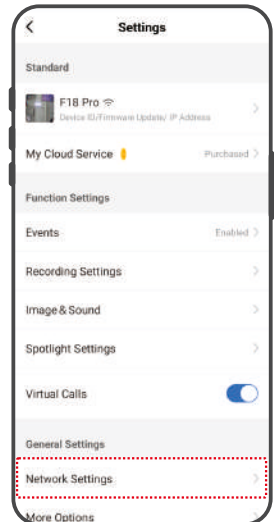 Settings
Standard
F18 Pro
Device ID/Firmware Update/ IP Address
My Cloud Service Purchased
Function Settings
Events Enabled
Recording Settings
Image & Sound
Spotlight Settings
Virtual Calls
General Settings
Network Settings
More Options